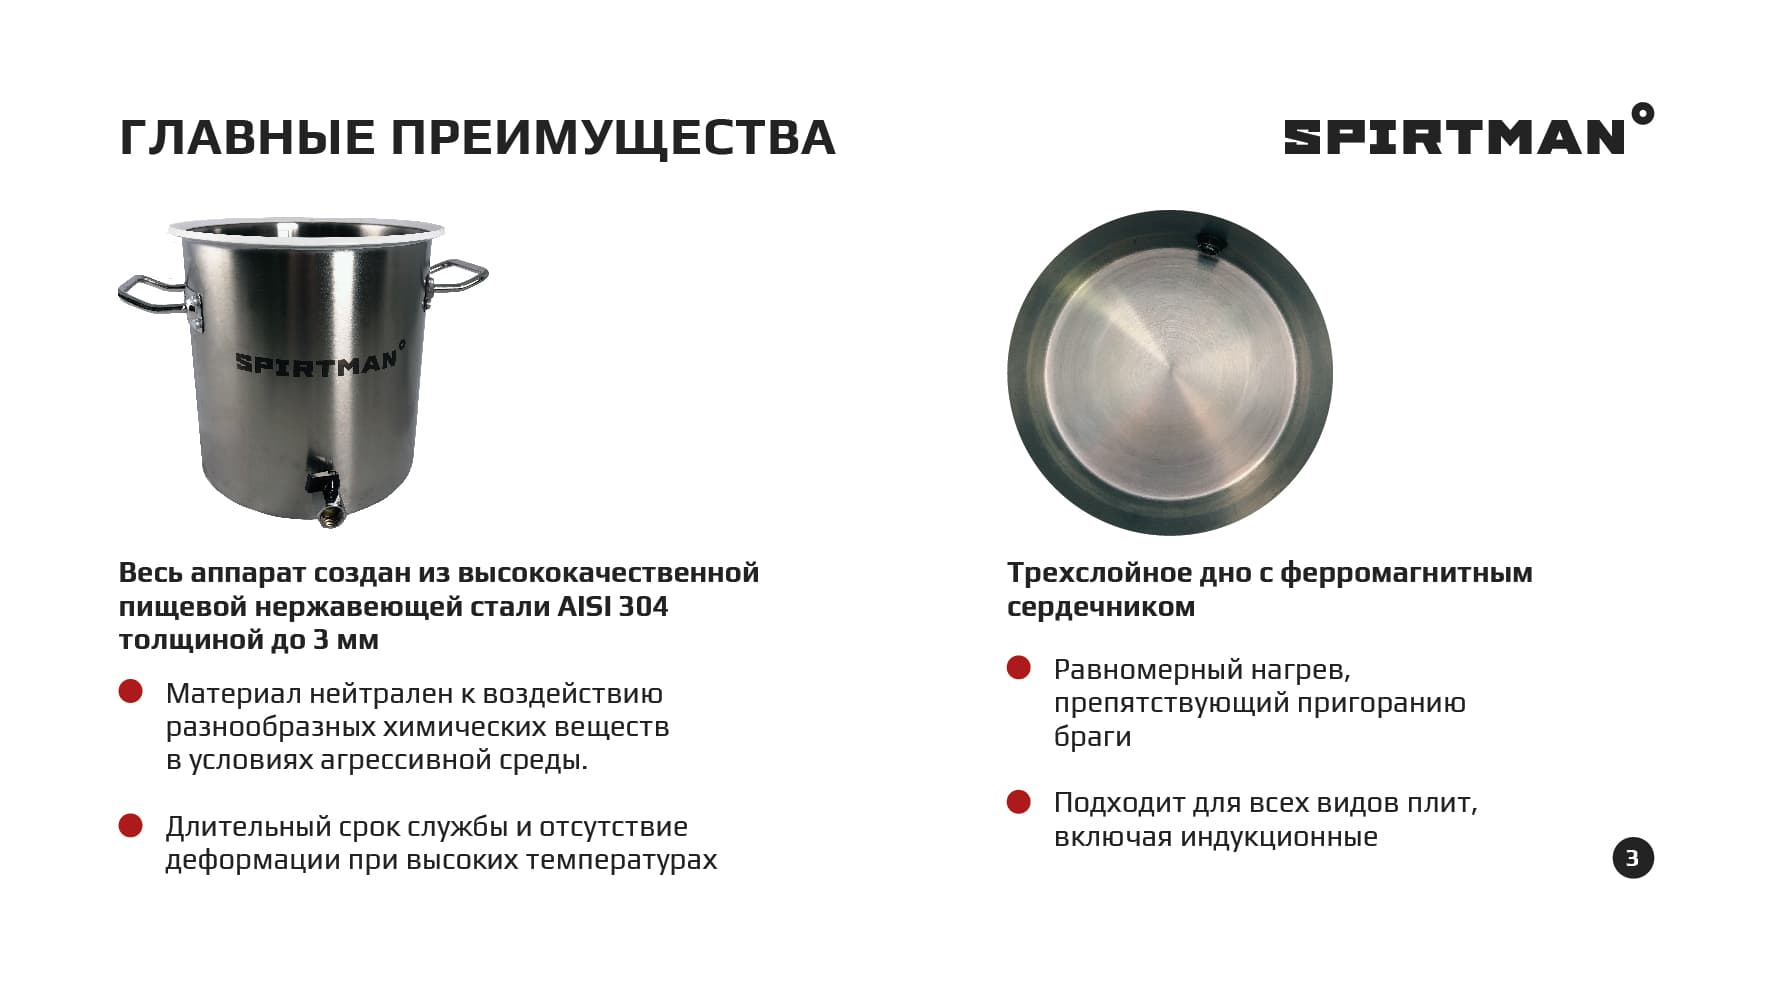 ГЛАВНЫЕ ПРЕИМУЩЕСТВА
SPIRTMAN°
SPIRTMAN°
Весь аппарат создан из высококачественной
пищевой нержавеющей стали AISI 304
толщиной до 3 мм
Материал нейтрален к воздействию
разнообразных химических веществ
в условиях агрессивной среды.
Длительный срок службы и отсутствие
деформации при высоких температурах
Трехслойное дно с ферромагнитным
сердечником
Равномерный нагрев,
препятствующий пригоранию
браги
Подходит для всех видов плит,
включая индукционные
3